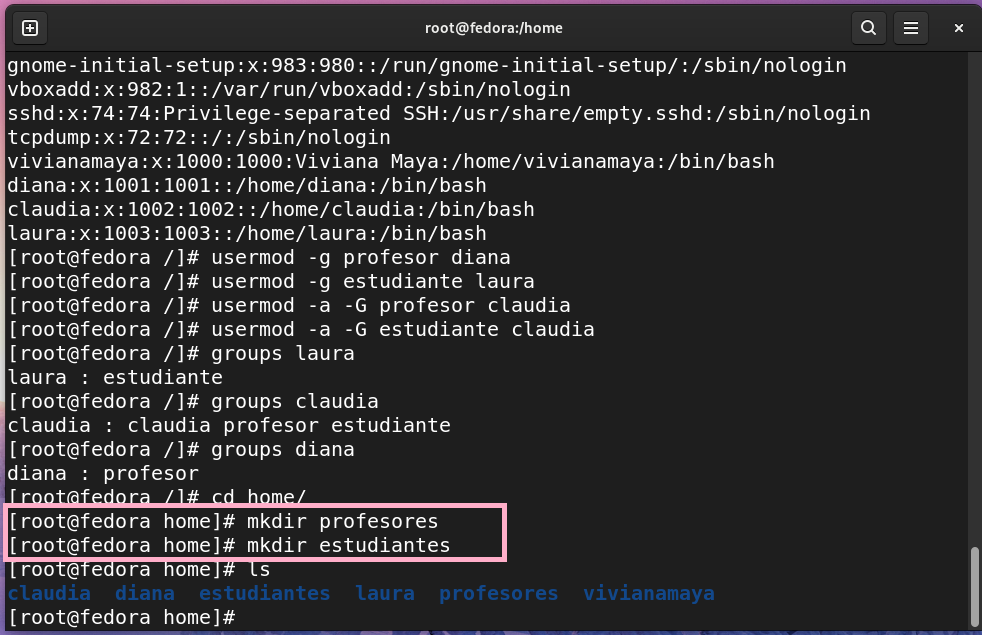 root@fedora:/home
gnome-initial-setup:x:983:980::/run/gnome-initial-setup/:/sbin/nologin
vboxadd:x:982:1::/var/run/vboxadd:/sbin/nologin
sshd:x:74:74:Privilege-separated SSH:/usr/share/empty.sshd:/sbin/nologin
tcpdump:x:72:72::/:/sbin/nologin
vivianamaya:x:1000:1000:Viviana Maya:/home/vivianamaya:/bin/bash
diana:x:1001:1001::/home/diana:/bin/bash
claudia:x:1002:1002::/home/claudia:/bin/bash
laura:x:1003:1003::/home/laura:/bin/bash
[root@fedora /]# usermod -g profesor diana
[root@fedora /]# usermod -g estudiante laura
[root@fedora /]# usermod -a -G profesor claudia
[root@fedora /]# usermod -a -G estudiante claudia
[root@fedora /]# groups laura
laura : estudiante
[root@fedora /]# groups claudia
claudia : claudia profesor estudiante
[root@fedora /]# groups diana
diana : profesor
[root@fedora /]# cd home/
[root@fedora home]# mkdir profesores
[root@fedora home]# mkdir estudiantes
[root@fedora home]# ls
claudia  diana  estudiantes  laura  profesores  vivianamaya
[root@fedora home]#